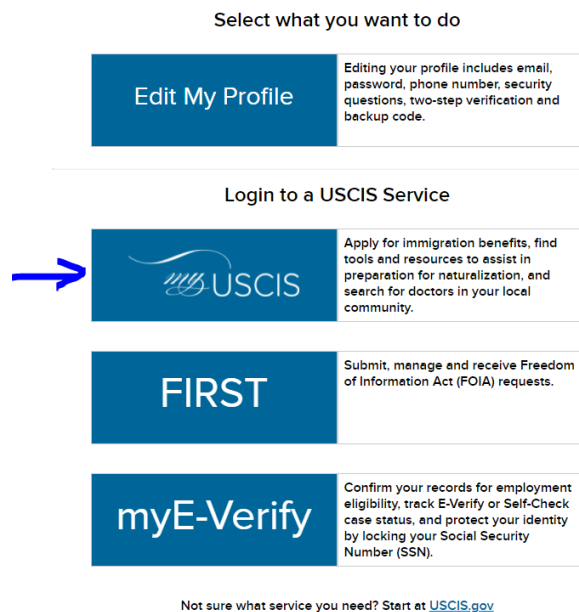 Select what you want to do
Edit My Profile
Editing your profile includes email,
password, phone number, security
questions, two-step verification and
backup code.
Login to a USCIS Service
my USCIS
Apply for immigration benefits, find
tools and resources to assist in
preparation for naturalization, and
search for doctors in your local
community.
FIRST
Submit, manage and receive Freedom
of Information Act (FOIA) requests.
myE-Verify
Confirm your records for employment
eligibility, track E-Verify or Self-Check
case status, and protect your identity
by locking your Social Security
Number (SSN).
Not sure what service you need? Start at USCIS.gov